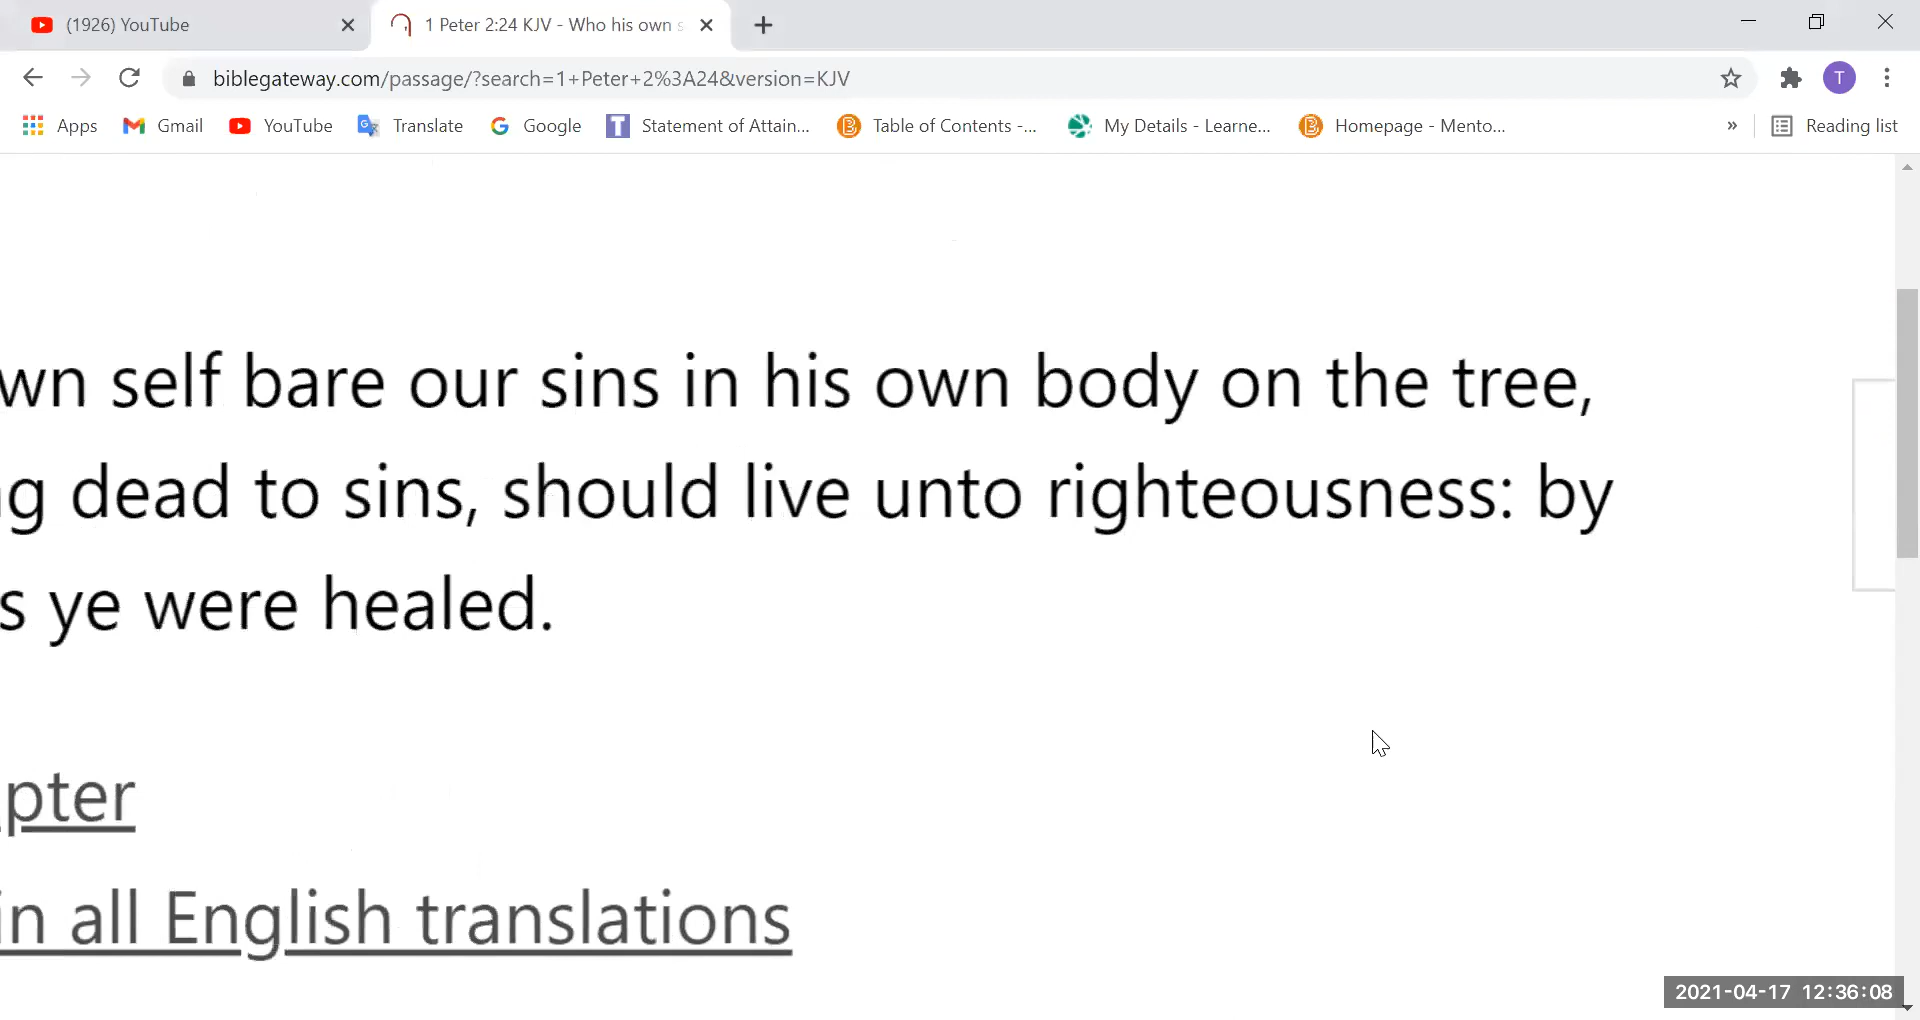 (1926) YouTube
1 Peter 2:24 KJV - Who his own s
biblegateway.com/passage/?search=1+Peter+2%3A24&version=KJV
T
Apps Gmail YouTube Translate Google Statement of Attain... Table of Contents -... My Details - Learne... Homepage - Mento... » Reading list
wn self bare our sins in his own body on the tree,
g dead to sins, should live unto righteousness: by
s ye were healed.
pter
in all English translations
2021-04-17 12:36:08